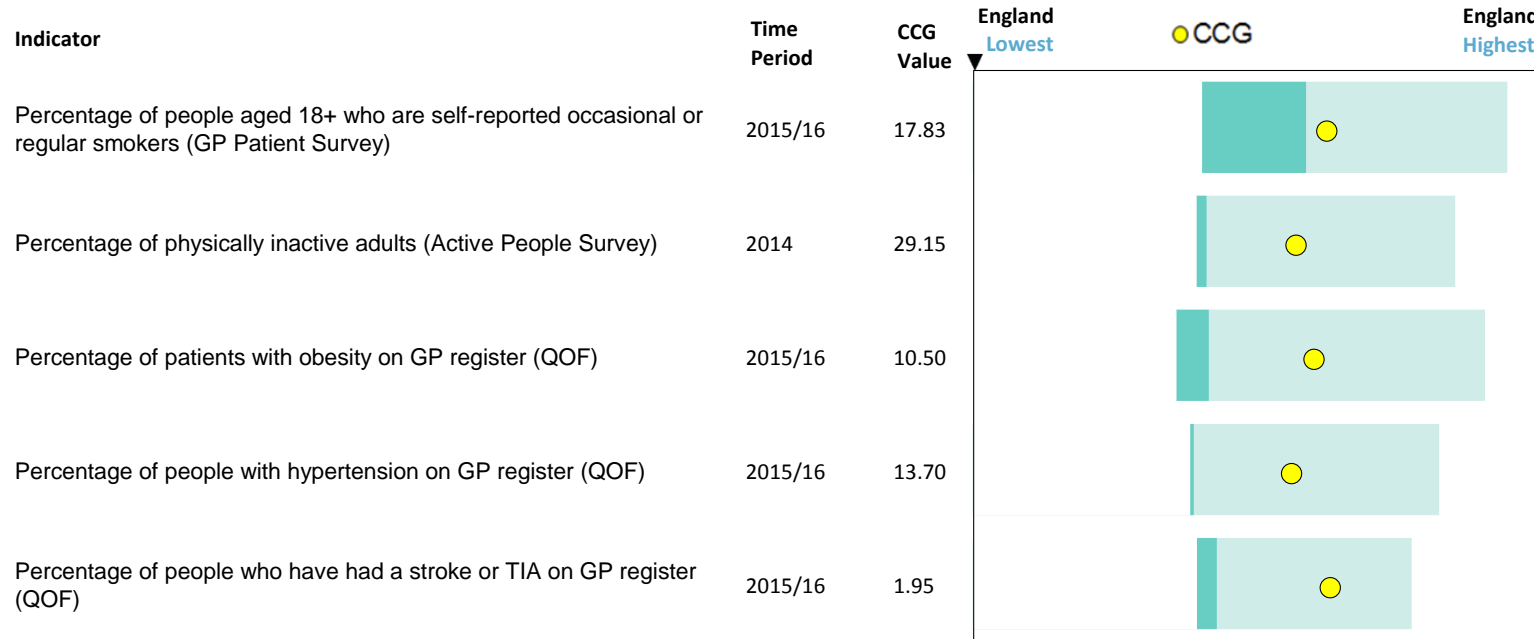 Indicator
Time
Period
CCG
Value
England
Lowest
CCG
England
Highest
Percentage of people aged 18+ who are self-reported occasional or
regular smokers (GP Patient Survey)
2015/16
17.83
Percentage of physically inactive adults (Active People Survey)
2014
29.15
Percentage of patients with obesity on GP register (QOF)
2015/16
10.50
Percentage of people with hypertension on GP register (QOF)
2015/16
13.70
Percentage of people who have had a stroke or TIA on GP register
(QOF)
2015/16
1.95